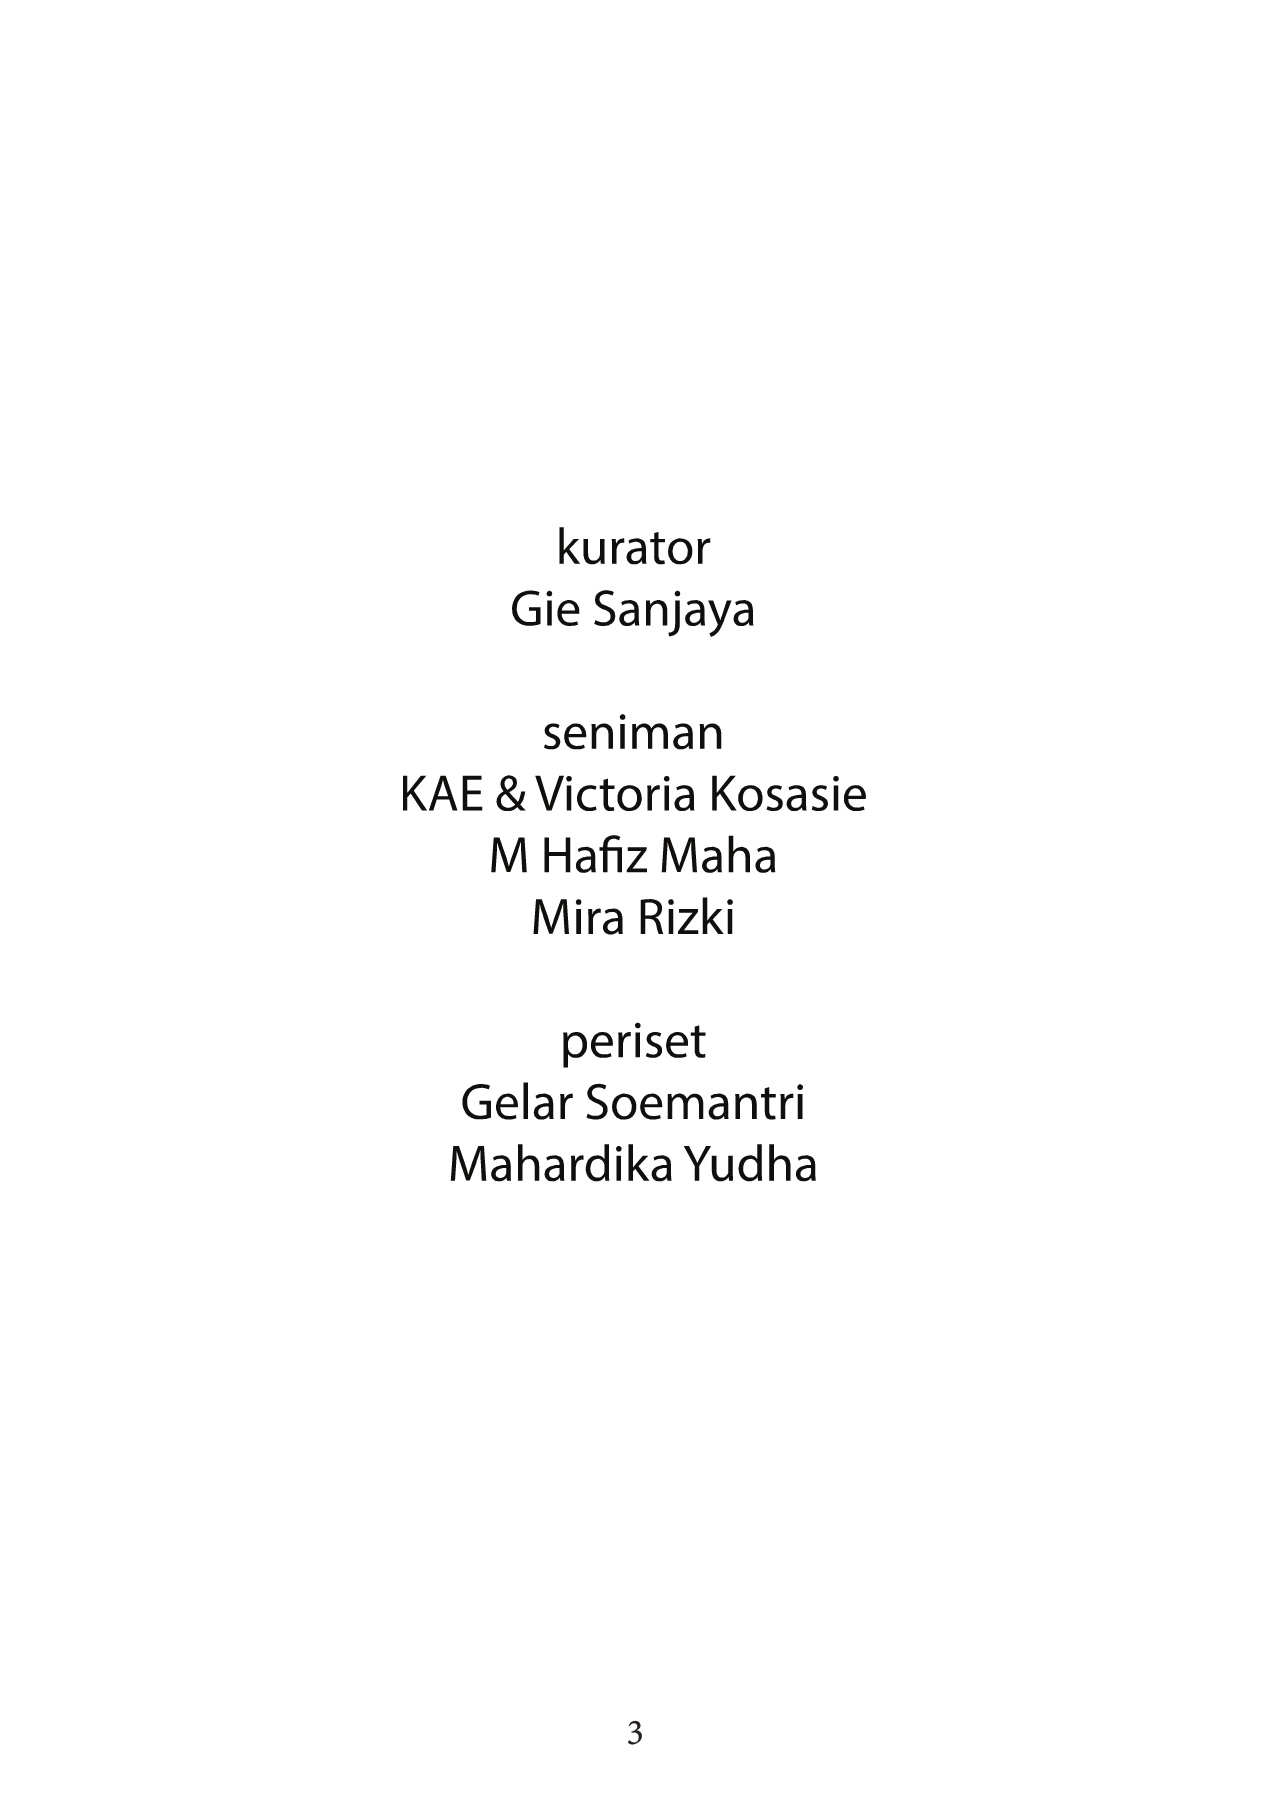 kurator
Gie Sanjaya
seniman
KAE & Victoria Kosasie
M Hafiz Maha
Mira Rizki
periset
Gelar Soemantri
Mahardika Yudha
3